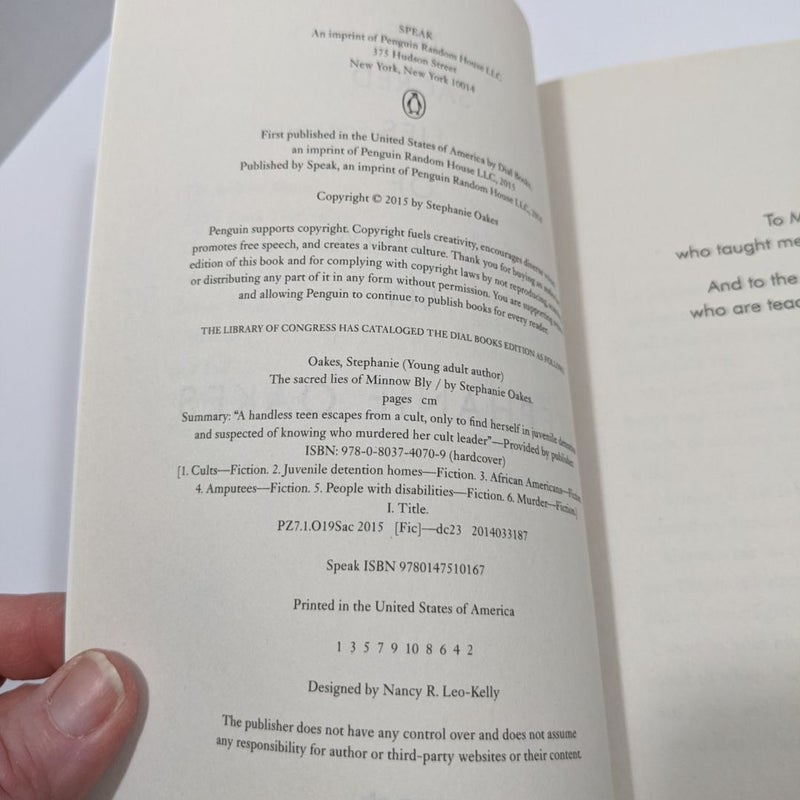 SPEAK
An imprint of Penguin Random House LLC
375 Hudson Street
New York, New York 10014
First published in the United States of America by Dial Books,
an imprint of Penguin Random House LLC, 2015
Published by Speak, an imprint of Penguin Random House LLC, 2016
Copyright © 2015 by Stephanie Oakes
Penguin supports copyright. Copyright fuels creativity, encourages diverse
promotes free speech, and creates a vibrant culture. Thank you for buying an
edition of this book and for complying with copyright laws by not reproducing,
or distributing any part of it in any form without permission. You are supporting
and allowing Penguin to continue to publish books for every reader.
THE LIBRARY OF CONGRESS HAS CATALOGED THE DIAL BOOKS EDITION AS FOLLOWS
Oakes, Stephanie (Young adult author)
The sacred lies of Minnow Bly / by Stephanie Oakes.
pages cm
Summary: "A handless teen escapes from a cult, only to find herself in juvenile detention
and suspected of knowing who murdered her cult leader"—Provided by publisher.
ISBN: 978-0-8037-4070-9 (hardcover)
[1. Cults—Fiction. 2. Juvenile detention homes—Fiction. 3. African Americans—Fiction.
4. Amputees—Fiction. 5. People with disabilities—Fiction. 6. Murder—Fiction.]
I. Title.
PZ7.1.O19Sac 2015 [Fic]—dc23 2014033187
Speak ISBN 9780147510167
Printed in the United States of America
1 3 5 7 9 10 8 6 4 2
Designed by Nancy R. Leo-Kelly
The publisher does not have any control over and does not assume
any responsibility for author or third-party websites or their content.
To M
who taught me
And to the
who are teac